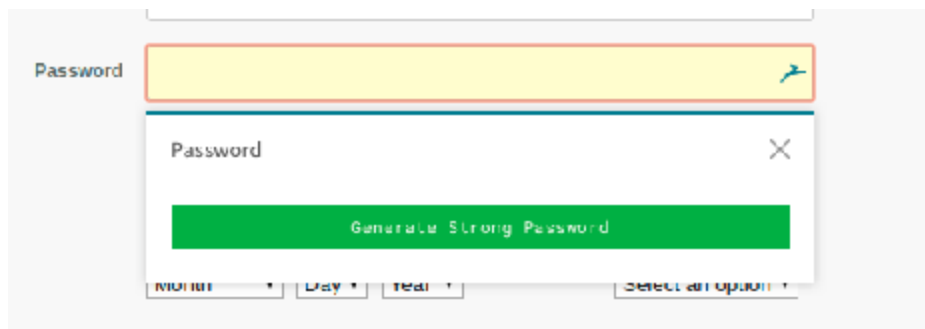 Password
Password
Generate Strong Password
Month Day Year Select an option